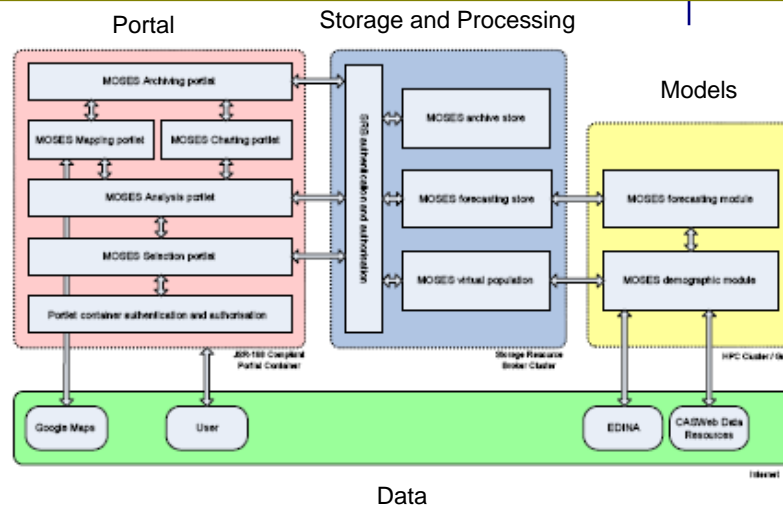 Portal
Storage and Processing
Models
MOSES Archiving portlet
MOSES Mapping portlet
MOSES Charting portlet
MOSES Analysis portlet
MOSES Selection portlet
Portlet container authentication and authorisation
JSR-168 Compliant
Portal Container
SRB authentication and authorisation
MOSES archive store
MOSES forecasting store
MOSES virtual population
Storage Resource
Broker Cluster
MOSES forecasting module
MOSES demographic module
HPC Cluster /
Google Maps
User
EDINA
CASWeb Data
Resources
Internet
Data